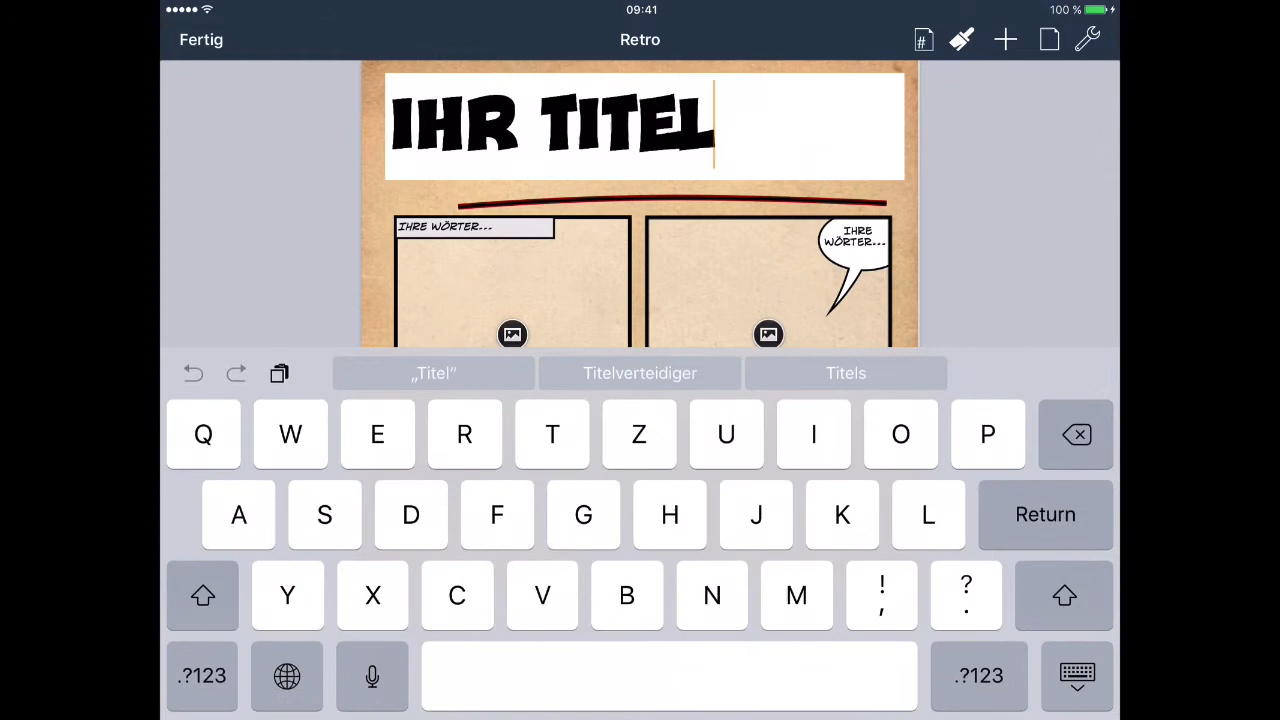 09:41
100 %
Fertig
Retro
#
IHR TITEL
IHRE WÖRTER...
IHRE
WÖRTER...
„Titel“
Titelverteidiger
Titels
Q W E R T Z U I O P
A S D F G H J K L Return
Y X C V B N M ! , ? .
.?123 .?123